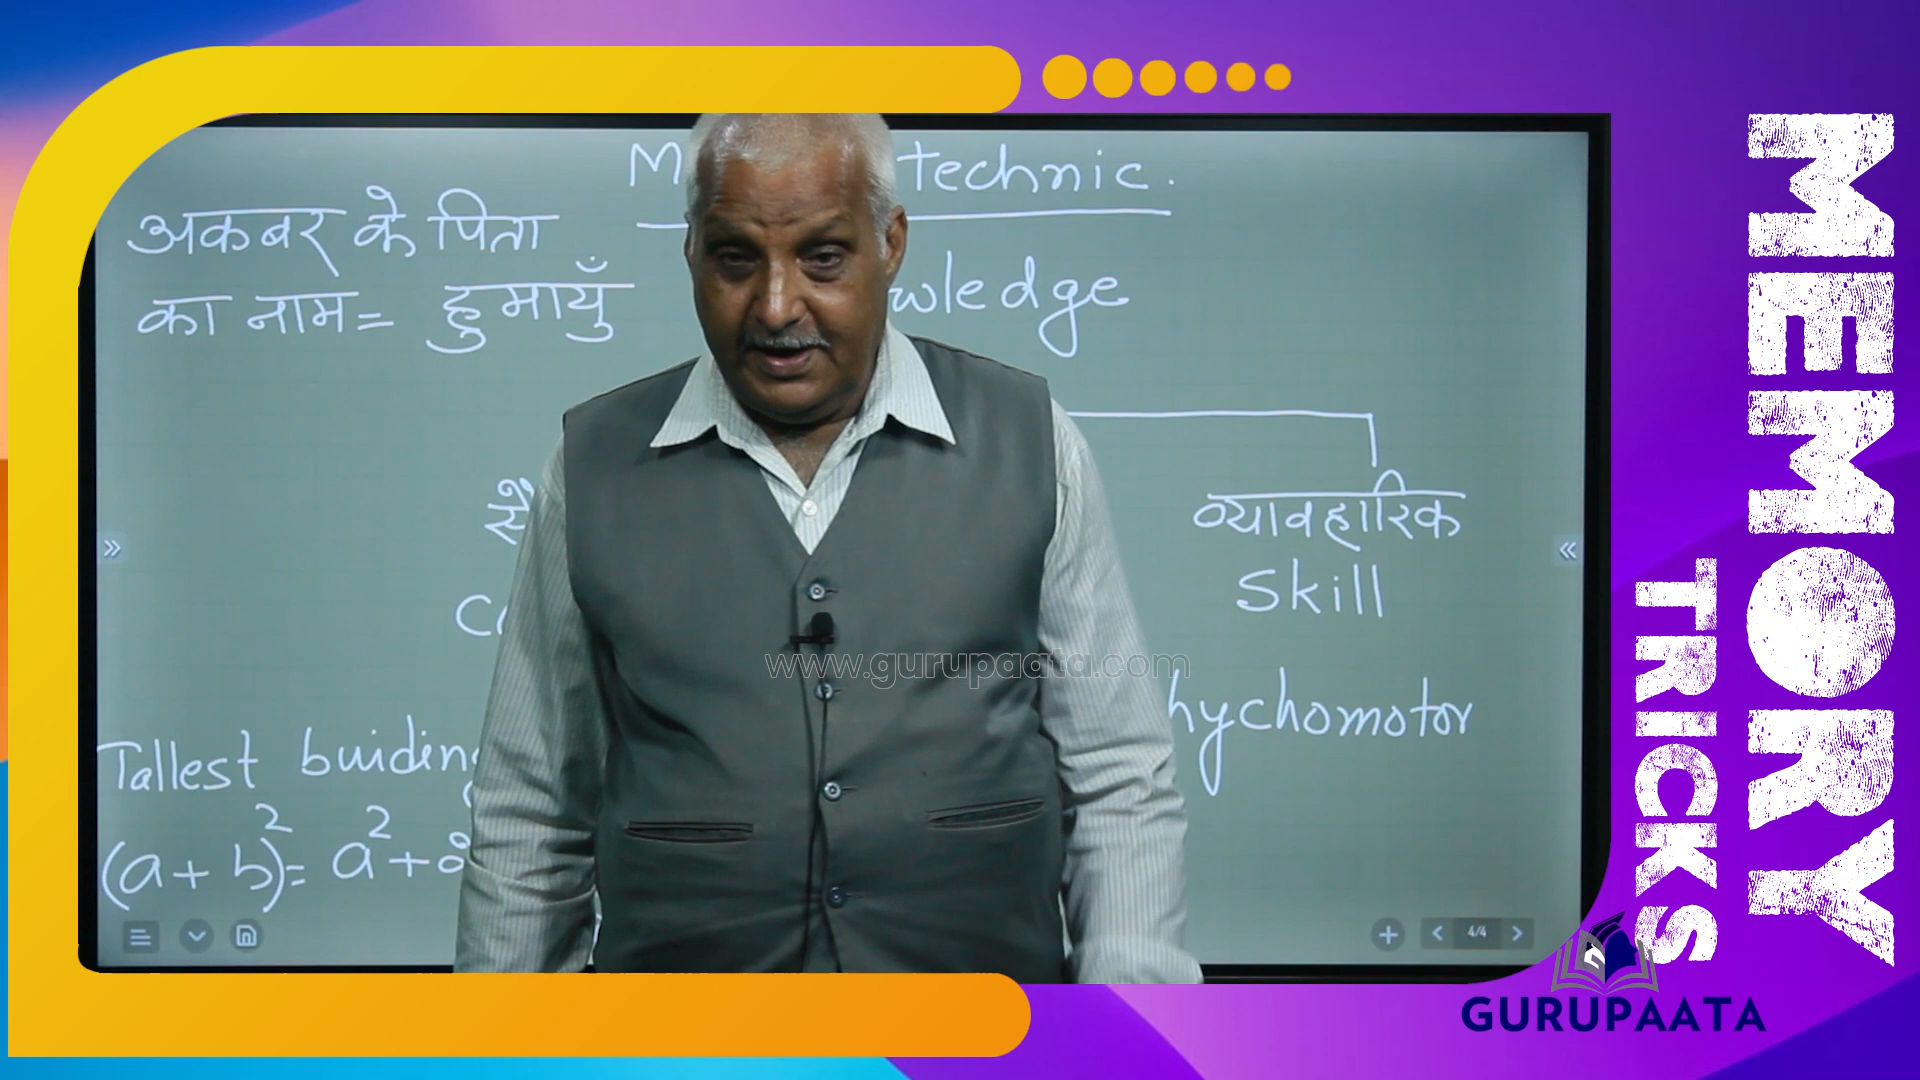 technic.
अकबर के पिता
का नाम = हुमायुँ
wledge
व्यावहारिक
Skill
hychomotor
Tallest buiding
(a+b)²= a²+
4/4
www.gurupaata.com
MEMORY
TRICKS
GURUPAATA